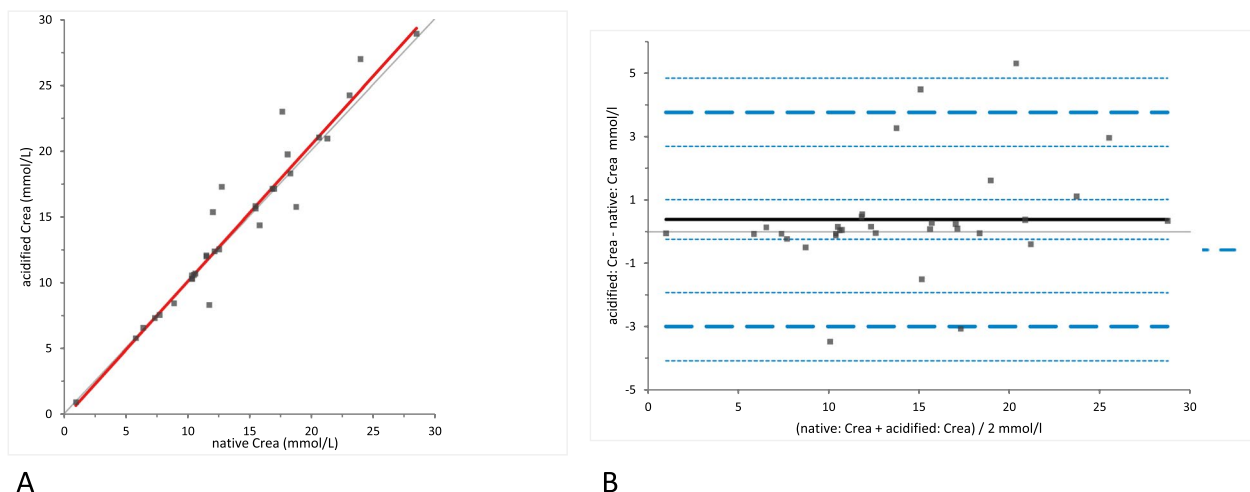 30
25
20
15
10
5
0
acidified Crea (mmol/L)
0 5 10 15 20 25 30
native Crea (mmol/L)
A
5
3
1
-1
-3
-5
acidified: Crea - native: Crea mmol/l
0 5 10 15 20 25 30
(native: Crea + acidified: Crea) / 2 mmol/l
B